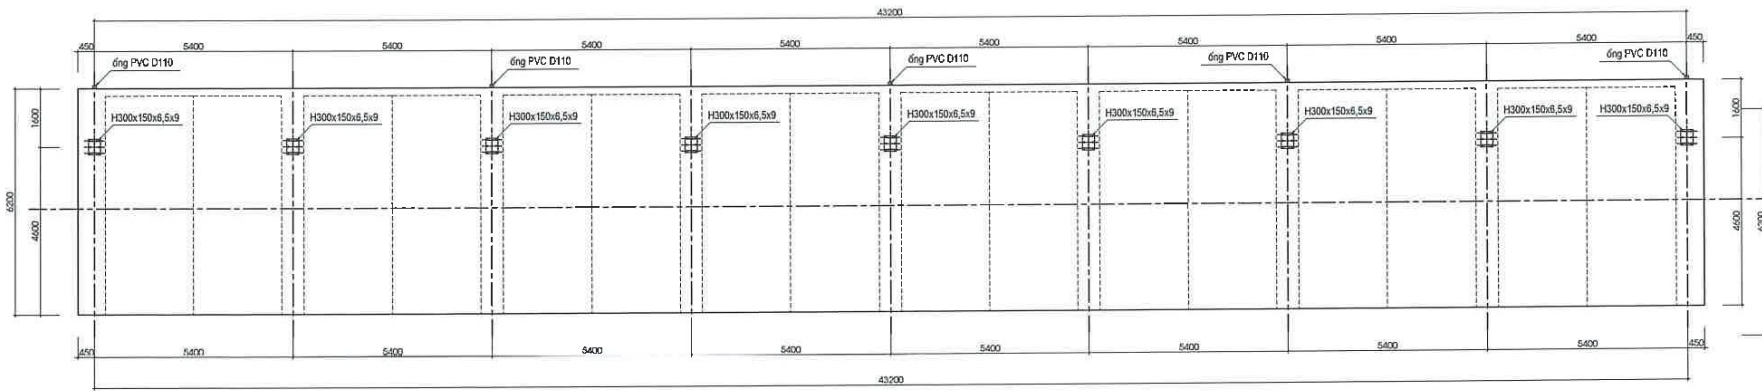 43200
450 5400 5400 5400 5400 5400 5400 5400 5400 450
ống PVC D110 ống PVC D110 ống PVC D110 ống PVC D110 ống PVC D110
1600 H300x150x6,5x9 H300x150x6,5x9 H300x150x6,5x9 H300x150x6,5x9 H300x150x6,5x9 H300x150x6,5x9 H300x150x6,5x9 H300x150x6,5x9 H300x150x6,5x9 1600
6200 4600 4600
450 5400 5400 5400 5400 5400 5400 5400 5400 450
43200